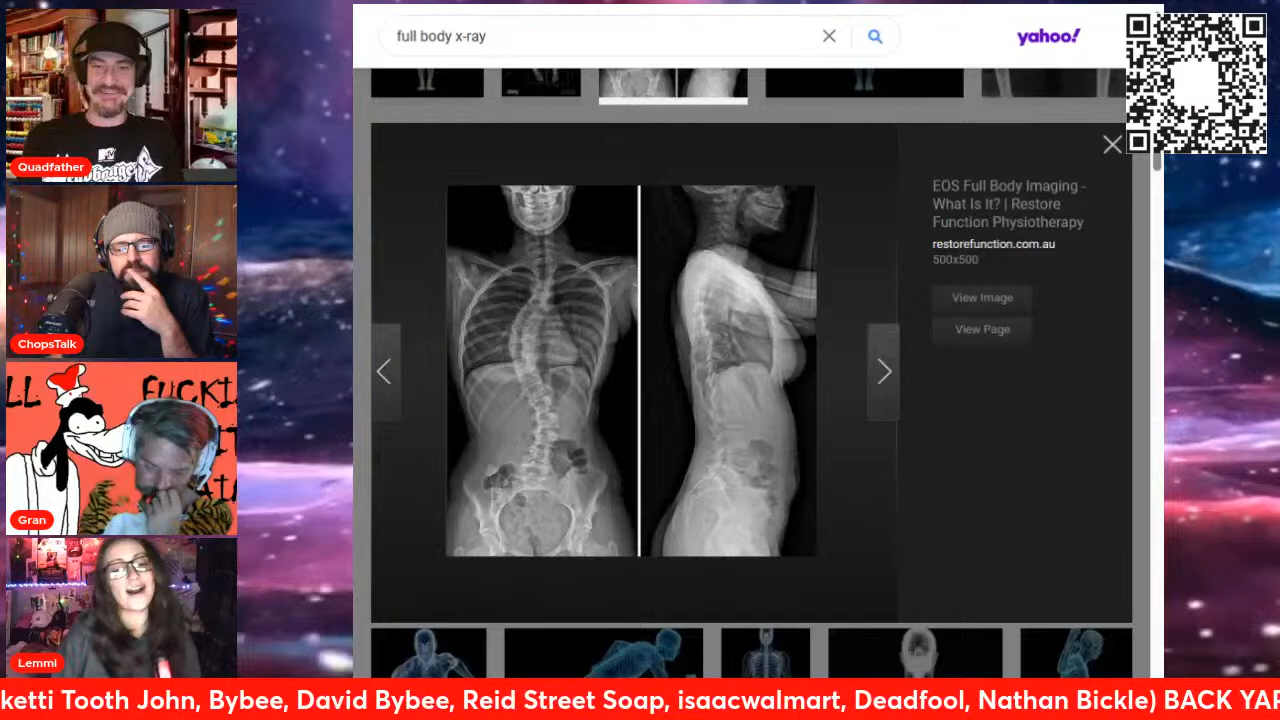 full body x-ray
yahoo!
EOS Full Body Imaging -
What Is It? | Restore
Function Physiotherapy
restorefunction.com.au
500x500
View Image
View Page
Quadfather
ChopsTalk
LL
FUCKI
Gran
Lemmi
ketti Tooth John, Bybee, David Bybee, Reid Street Soap, isaacwalmart, Deadfool, Nathan Bickle) BACK YAR